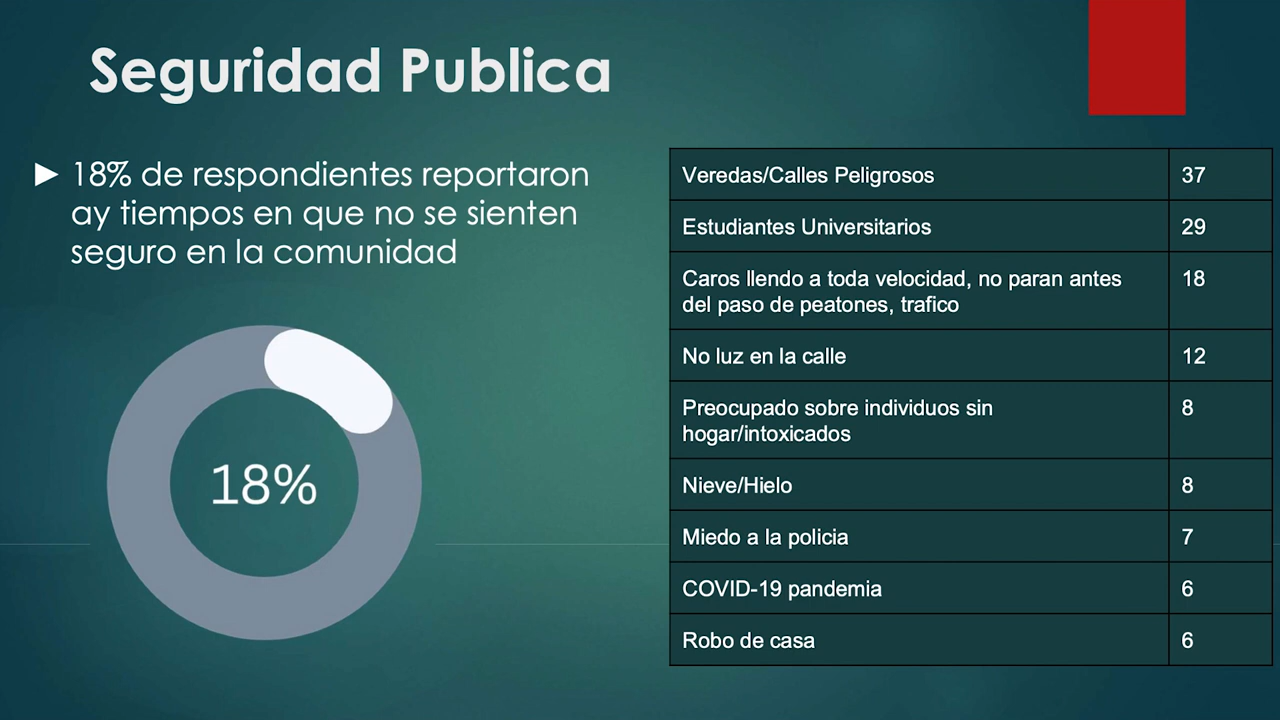 Seguridad Publica
18% de respondientes reportaron
ay tiempos en que no se sienten
seguro en la comunidad
18%
Veredas/Calles Peligrosos 37
Estudiantes Universitarios 29
Caros llendo a toda velocidad, no paran antes 18
del paso de peatones, trafico
No luz en la calle 12
Preocupado sobre individuos sin 8
hogar/intoxicados
Nieve/Hielo 8
Miedo a la policia 7
COVID-19 pandemia 6
Robo de casa 6